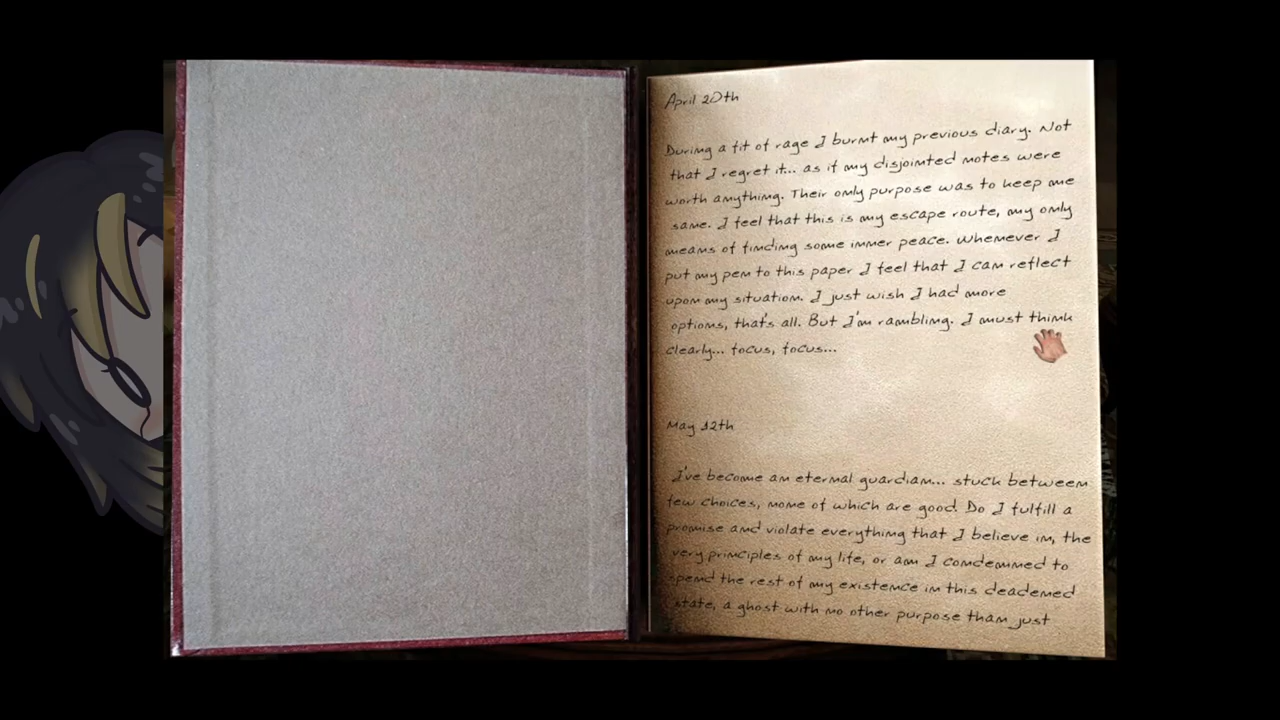 April 20th
During a fit of rage I burnt my previous diary. Not
that I regret it... as if my disjointed notes were
worth anything. Their only purpose was to keep me
sane. I feel that this is my escape route, my only
means of finding some inner peace. Whenever I
put my pen to this paper I feel that I can reflect
upon my situation. I just wish I had more
options, that's all. But I'm rambling. I must think
clearly... focus, focus...
May 12th
I've become an eternal guardian... stuck between
few choices, none of which are good. Do I fulfill a
promise and violate everything that I believe in, the
very principles of my life, or am I condemned to
spend the rest of my existence in this deadened
state, a ghost with no other purpose than just